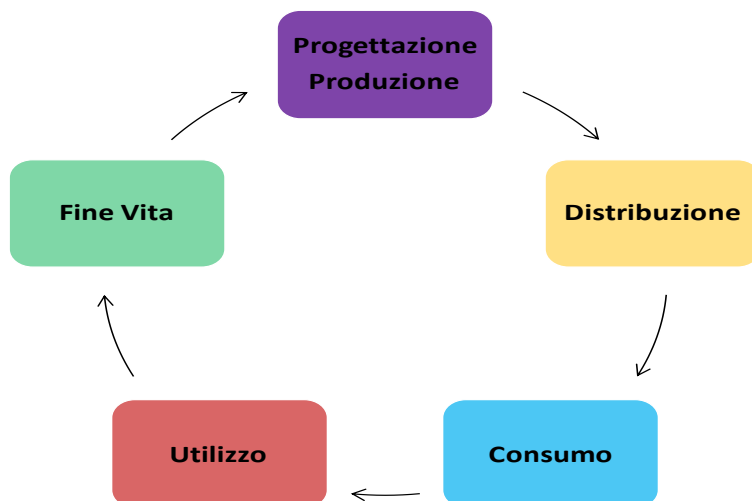 Progettazione
Produzione
Distribuzione
Consumo
Utilizzo
Fine Vita